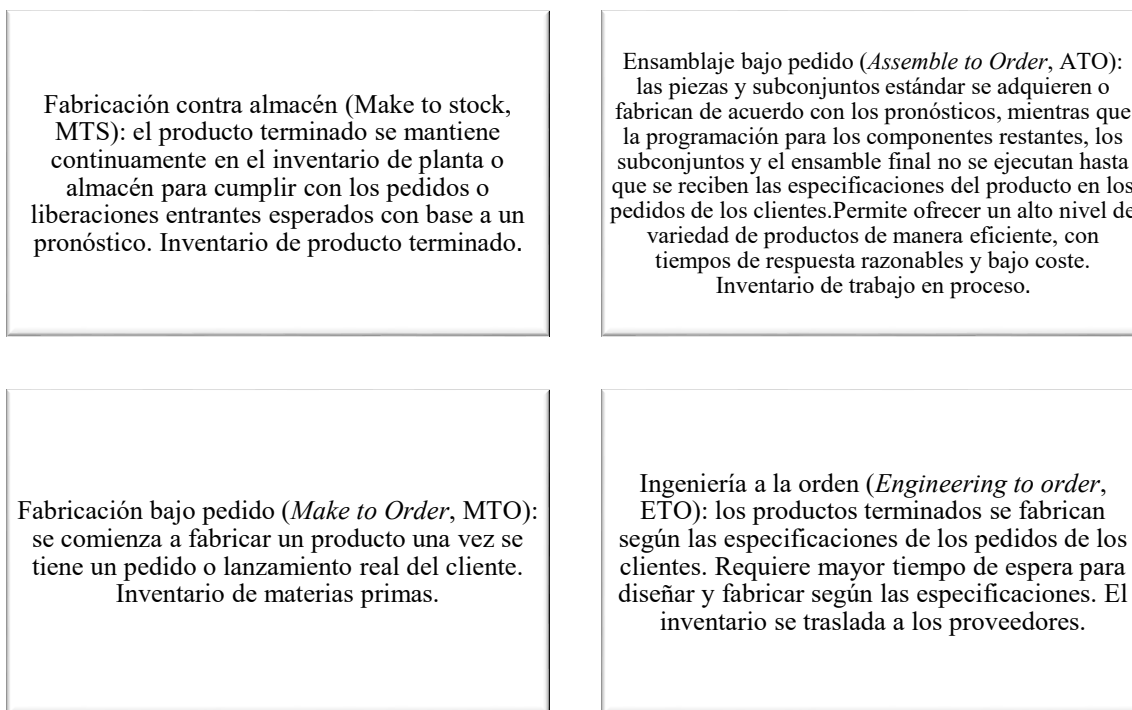 Fabricación contra almacén (Make to stock,
MTS): el producto terminado se mantiene
continuamente en el inventario de planta o
almacén para cumplir con los pedidos o
liberaciones entrantes esperados con base a un
pronóstico. Inventario de producto terminado.
Ensamblaje bajo pedido (Assemble to Order, ATO):
las piezas y subconjuntos estándar se adquieren o
fabrican de acuerdo con los pronósticos, mientras que
la programación para los componentes restantes, los
subconjuntos y el ensamble final no se ejecutan hasta
que se reciben las especificaciones del producto en los
pedidos de los clientes.Permite ofrecer un alto nivel de
variedad de productos de manera eficiente, con
tiempos de respuesta razonables y bajo coste.
Inventario de trabajo en proceso.
Fabricación bajo pedido (Make to Order, MTO):
se comienza a fabricar un producto una vez se
tiene un pedido o lanzamiento real del cliente.
Inventario de materias primas.
Ingeniería a la orden (Engineering to order,
ETO): los productos terminados se fabrican
según las especificaciones de los pedidos de los
clientes. Requiere mayor tiempo de espera para
diseñar y fabricar según las especificaciones. El
inventario se traslada a los proveedores.